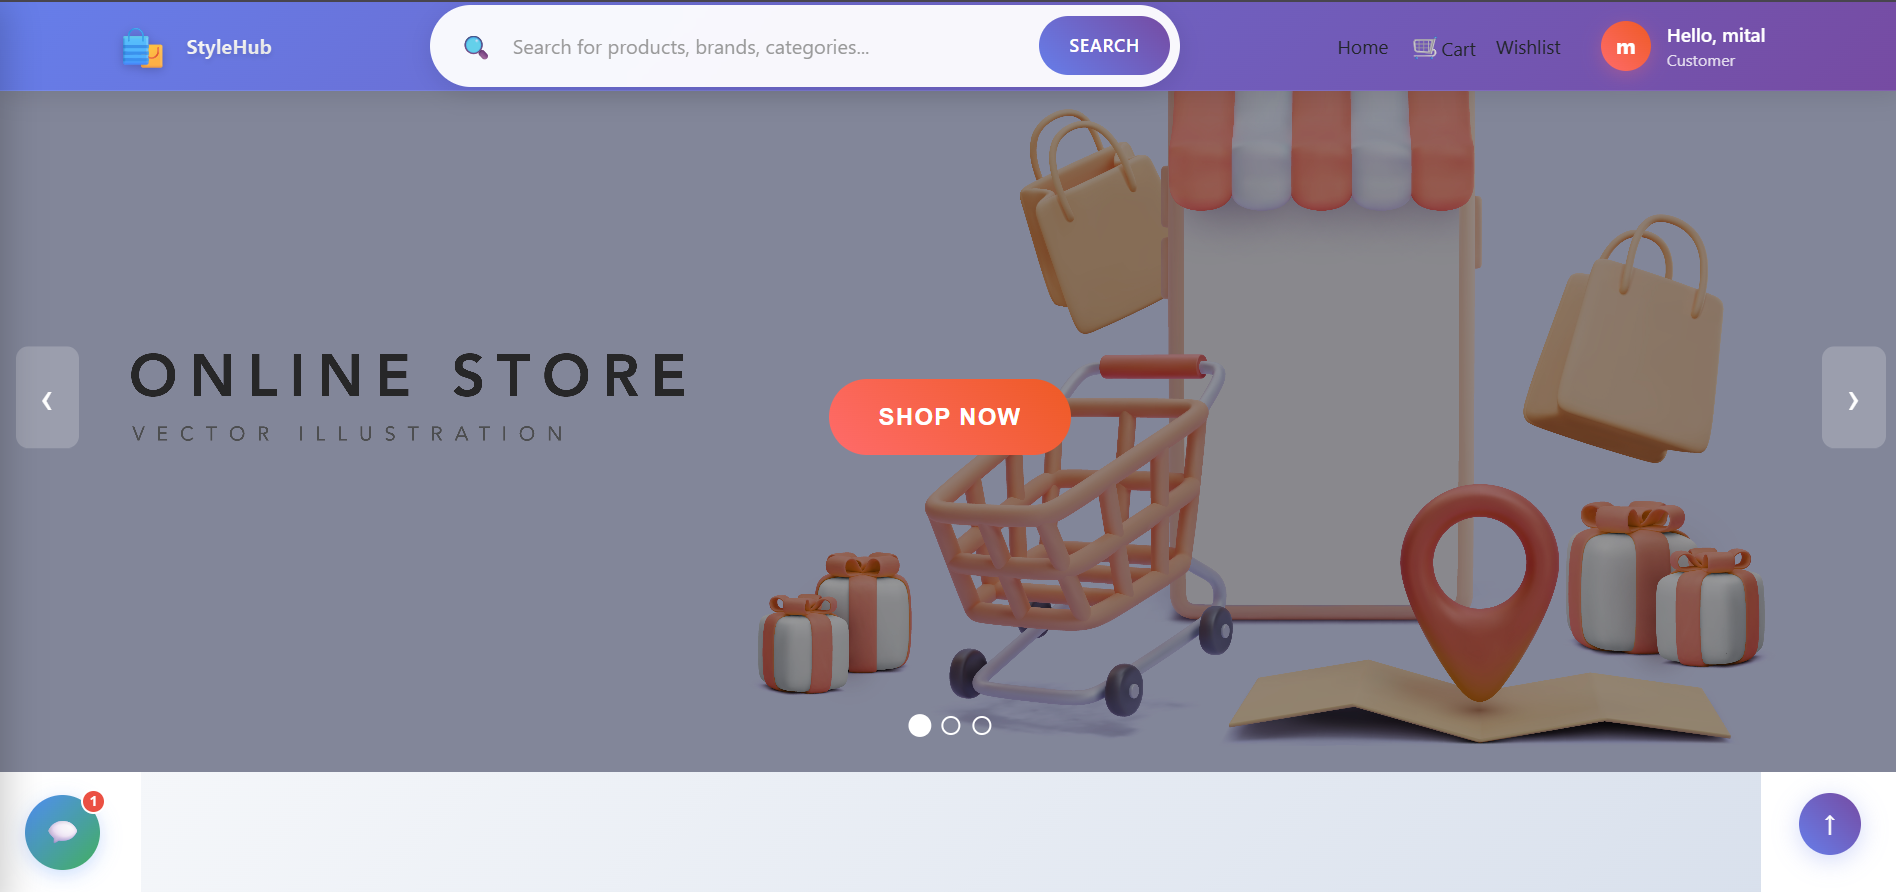 StyleHub
Search for products, brands, categories...
SEARCH
Home
Cart
Wishlist
m
Hello, mital
Customer
ONLINE STORE
VECTOR ILLUSTRATION
SHOP NOW
1